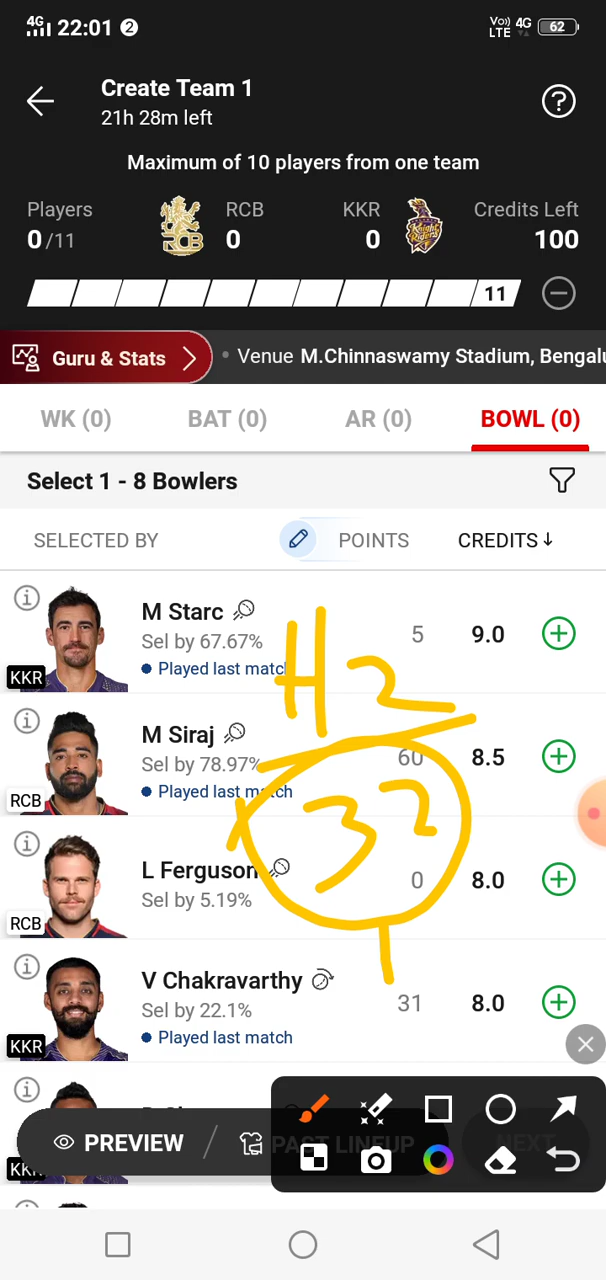 4G 22:01 2 Vo)) LTE 4G 62
Create Team 1
21h 28m left
Maximum of 10 players from one team
Players RCB KKR Credits Left
0/11 0 0 100
11
Guru & Stats • Venue M.Chinnaswamy Stadium, Bengalu
WK (0) BAT (0) AR (0) BOWL (0)
Select 1 - 8 Bowlers
SELECTED BY POINTS CREDITS↓
M Starc
Sel by 67.67% 5 9.0
KKR Played last match
H2
M Siraj
Sel by 78.97% 60 8.5
RCB Played last match
32
L Ferguson
Sel by 5.19% 0 8.0
RCB
V Chakravarthy
Sel by 22.1% 31 8.0
KKR Played last match
PREVIEW / PAST LINEUP NEXT
KKR